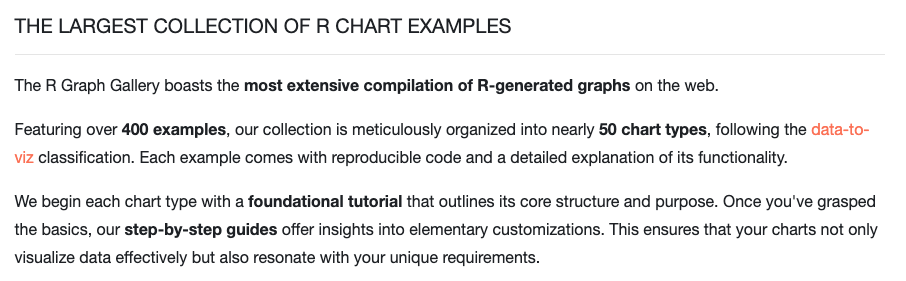 THE LARGEST COLLECTION OF R CHART EXAMPLES
The R Graph Gallery boasts the most extensive compilation of R-generated graphs on the web.
Featuring over 400 examples, our collection is meticulously organized into nearly 50 chart types, following the data-to-
viz classification. Each example comes with reproducible code and a detailed explanation of its functionality.
We begin each chart type with a foundational tutorial that outlines its core structure and purpose. Once you've grasped
the basics, our step-by-step guides offer insights into elementary customizations. This ensures that your charts not only
visualize data effectively but also resonate with your unique requirements.